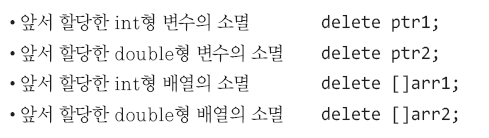 • 앞서 할당한 int형 변수의 소멸 delete ptr1;
• 앞서 할당한 double형 변수의 소멸 delete ptr2;
• 앞서 할당한 int형 배열의 소멸 delete []arr1;
• 앞서 할당한 double형 배열의 소멸 delete []arr2;